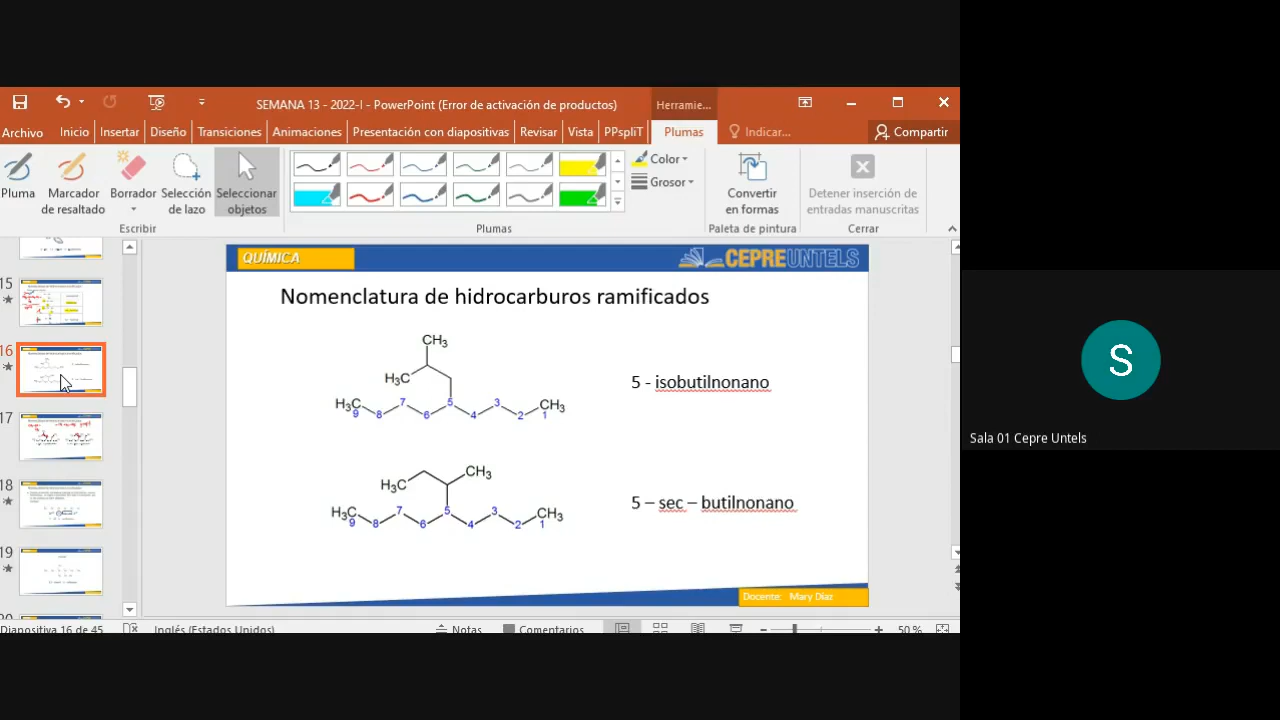 SEMANA 13 - 2022-I - PowerPoint (Error de activación de productos)
Herramie...
Archivo Inicio Insertar Diseño Transiciones Animaciones Presentación con diapositivas Revisar Vista PPspliT Plumas Indicar... Compartir
Pluma
Marcador de resaltado
Borrador
Selección de lazo
Seleccionar objetos
Color
Grosor
Convertir en formas
Detener inserción de entradas manuscritas
Escribir
Plumas
Paleta de pintura
Cerrar
15
16
17
18
19
QUÍMICA
CEPREUNTELS
Nomenclatura de hidrocarburos ramificados
CH3
H3C
H3C 9 8 7 6 5 4 3 2 1 CH3
5 - isobutilnonano
CH3
H3C
H3C 9 8 7 6 5 4 3 2 1 CH3
5 – sec – butilnonano
Docente: Mary Díaz
S
Sala 01 Cepre Untels
Diapositiva 16 de 45
Inglés (Estados Unidos)
Notas
Comentarios
50 %